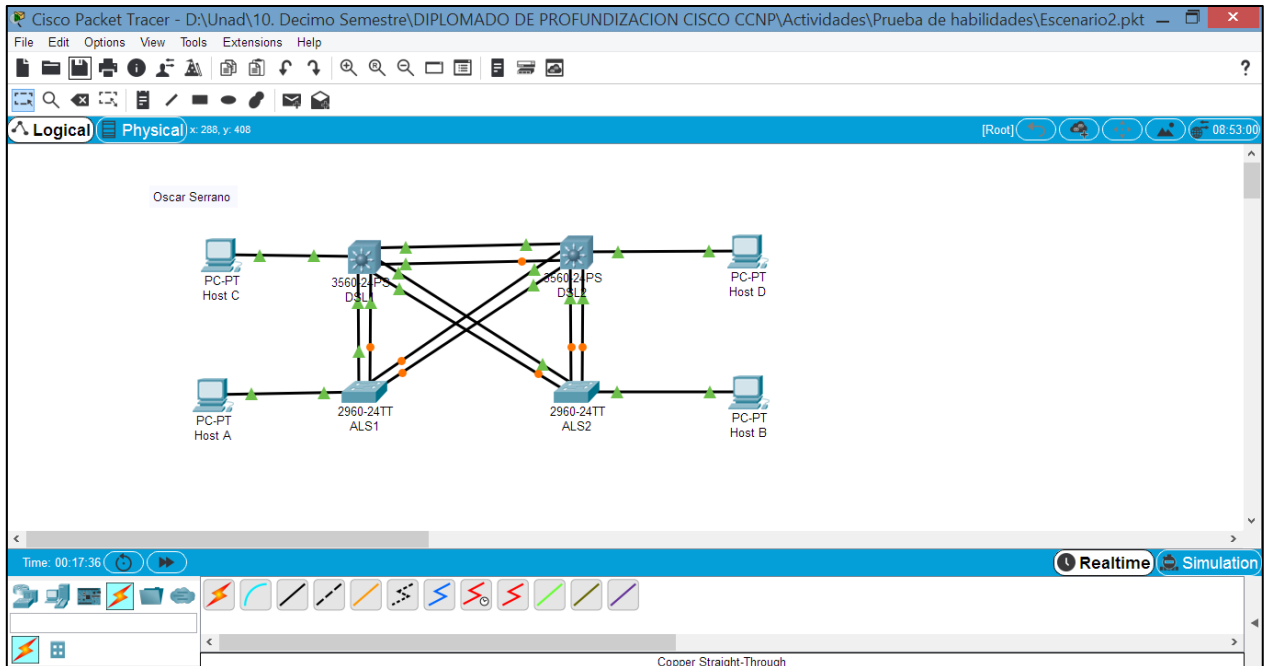 Cisco Packet Tracer - D:\Unad\10. Decimo Semestre\DIPLOMADO DE PROFUNDIZACION CISCO CCNP\Actividades\Prueba de habilidades\Escenario2.pkt
File Edit Options View Tools Extensions Help
?
Logical Physical x: 288, y: 408 [Root] 08:53:00
Oscar Serrano
PC-PT
Host C
3560-24PS
DSL1
3560-24PS
DSL2
PC-PT
Host D
PC-PT
Host A
2960-24TT
ALS1
2960-24TT
ALS2
PC-PT
Host B
Time: 00:17:36 Realtime Simulation
Copper Straight-Through